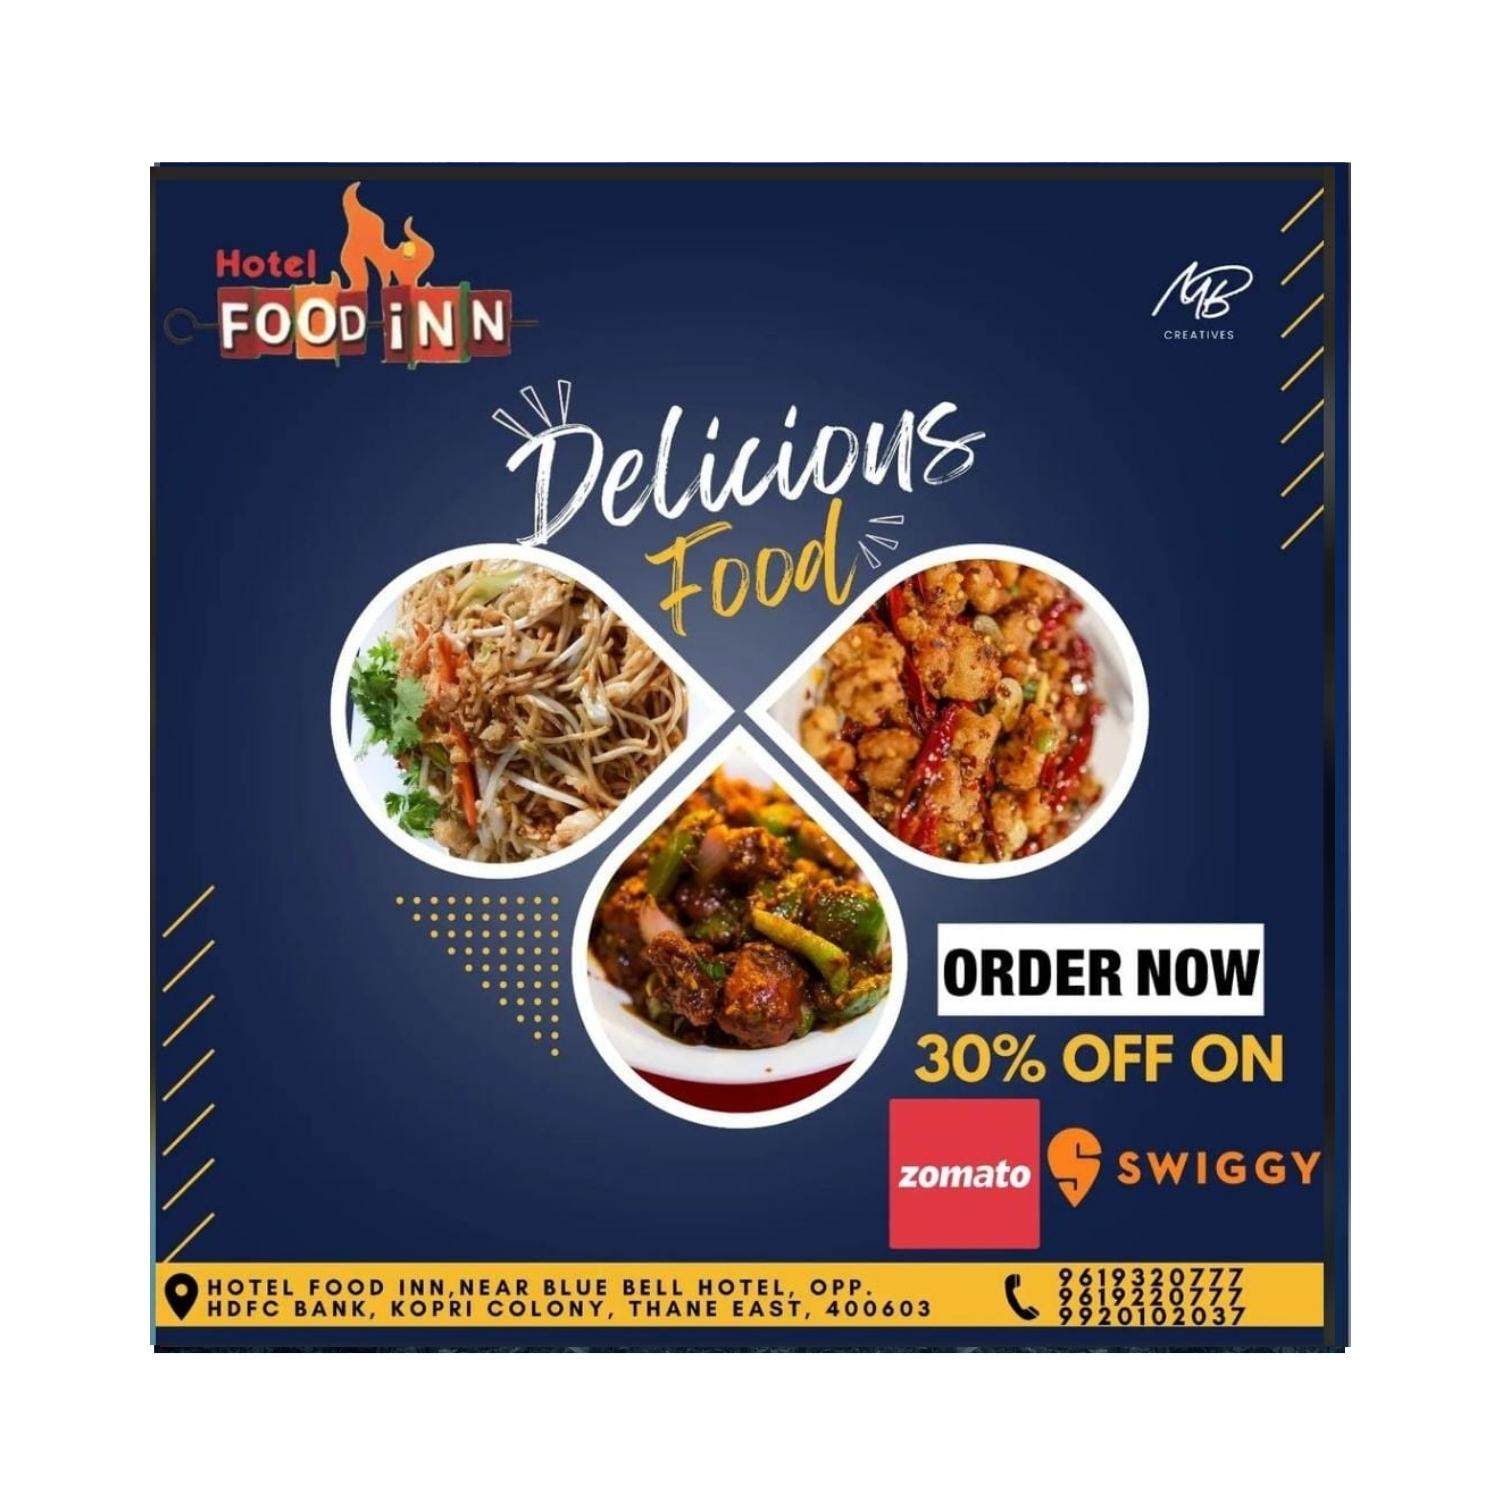 Hotel
FOOD iNN
MB
CREATIVES
Delicious
Food
ORDER NOW
30% OFF ON
zomato
SWIGGY
HOTEL FOOD INN,NEAR BLUE BELL HOTEL, OPP.
HDFC BANK, KOPRI COLONY, THANE EAST, 400603
9619320777
9619220777
9920102037